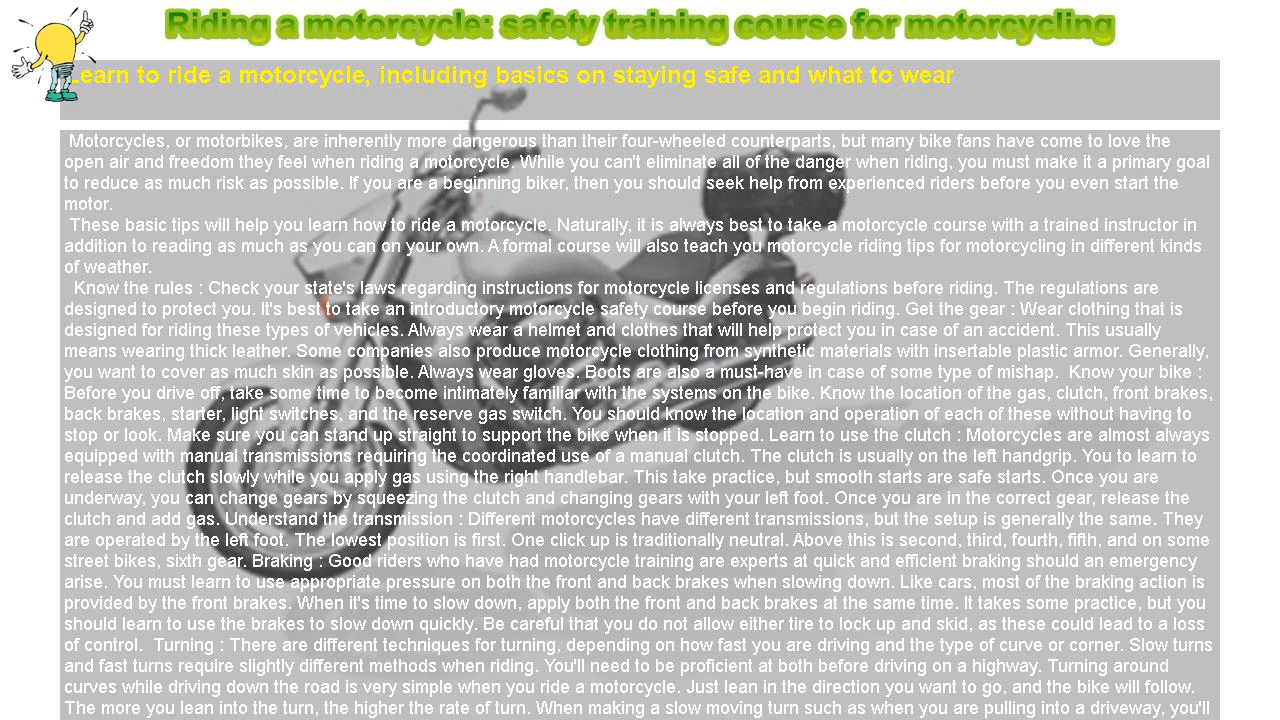 Riding a motorcycle: safety training course for motorcycling
Learn to ride a motorcycle, including basics on staying safe and what to wear
Motorcycles, or motorbikes, are inherently more dangerous than their four-wheeled counterparts, but many bike fans have come to love the
open air and freedom they feel when riding a motorcycle. While you can't eliminate all of the danger when riding, you must make it a primary goal
to reduce as much risk as possible. If you are a beginning biker, then you should seek help from experienced riders before you even start the
motor.
These basic tips will help you learn how to ride a motorcycle. Naturally, it is always best to take a motorcycle course with a trained instructor in
addition to reading as much as you can on your own. A formal course will also teach you motorcycle riding tips for motorcycling in different kinds
of weather.
Know the rules : Check your state's laws regarding instructions for motorcycle licenses and regulations before riding. The regulations are
designed to protect you. It's best to take an introductory motorcycle safety course before you begin riding. Get the gear : Wear clothing that is
designed for riding these types of vehicles. Always wear a helmet and clothes that will help protect you in case of an accident. This usually
means wearing thick leather. Some companies also produce motorcycle clothing from synthetic materials with insertable plastic armor. Generally,
you want to cover as much skin as possible. Always wear gloves. Boots are also a must-have in case of some type of mishap. Know your bike :
Before you drive off, take some time to become intimately familiar with the systems on the bike. Know the location of the gas, clutch, front brakes,
back brakes, starter, light switches, and the reserve gas switch. You should know the location and operation of each of these without having to
stop or look. Make sure you can stand up straight to support the bike when it is stopped. Learn to use the clutch : Motorcycles are almost always
equipped with manual transmissions requiring the coordinated use of a manual clutch. The clutch is usually on the left handgrip. You to learn to
release the clutch slowly while you apply gas using the right handlebar. This take practice, but smooth starts are safe starts. Once you are
underway, you can change gears by squeezing the clutch and changing gears with your left foot. Once you are in the correct gear, release the
clutch and add gas. Understand the transmission : Different motorcycles have different transmissions, but the setup is generally the same. They
are operated by the left foot. The lowest position is first. One click up is traditionally neutral. Above this is second, third, fourth, fifth, and on some
street bikes, sixth gear. Braking : Good riders who have had motorcycle training are experts at quick and efficient braking should an emergency
arise. You must learn to use appropriate pressure on both the front and back brakes when slowing down. Like cars, most of the braking action is
provided by the front brakes. When it's time to slow down, apply both the front and back brakes at the same time. It takes some practice, but you
should learn to use the brakes to slow down quickly. Be careful that you do not allow either tire to lock up and skid, as these could lead to a loss
of control. Turning : There are different techniques for turning, depending on how fast you are driving and the type of curve or corner. Slow turns
and fast turns require slightly different methods when riding. You'll need to be proficient at both before driving on a highway. Turning around
curves while driving down the road is very simple when you ride a motorcycle. Just lean in the direction you want to go, and the bike will follow.
The more you lean into the turn, the higher the rate of turn. When making a slow moving turn such as when you are pulling into a driveway, you'll